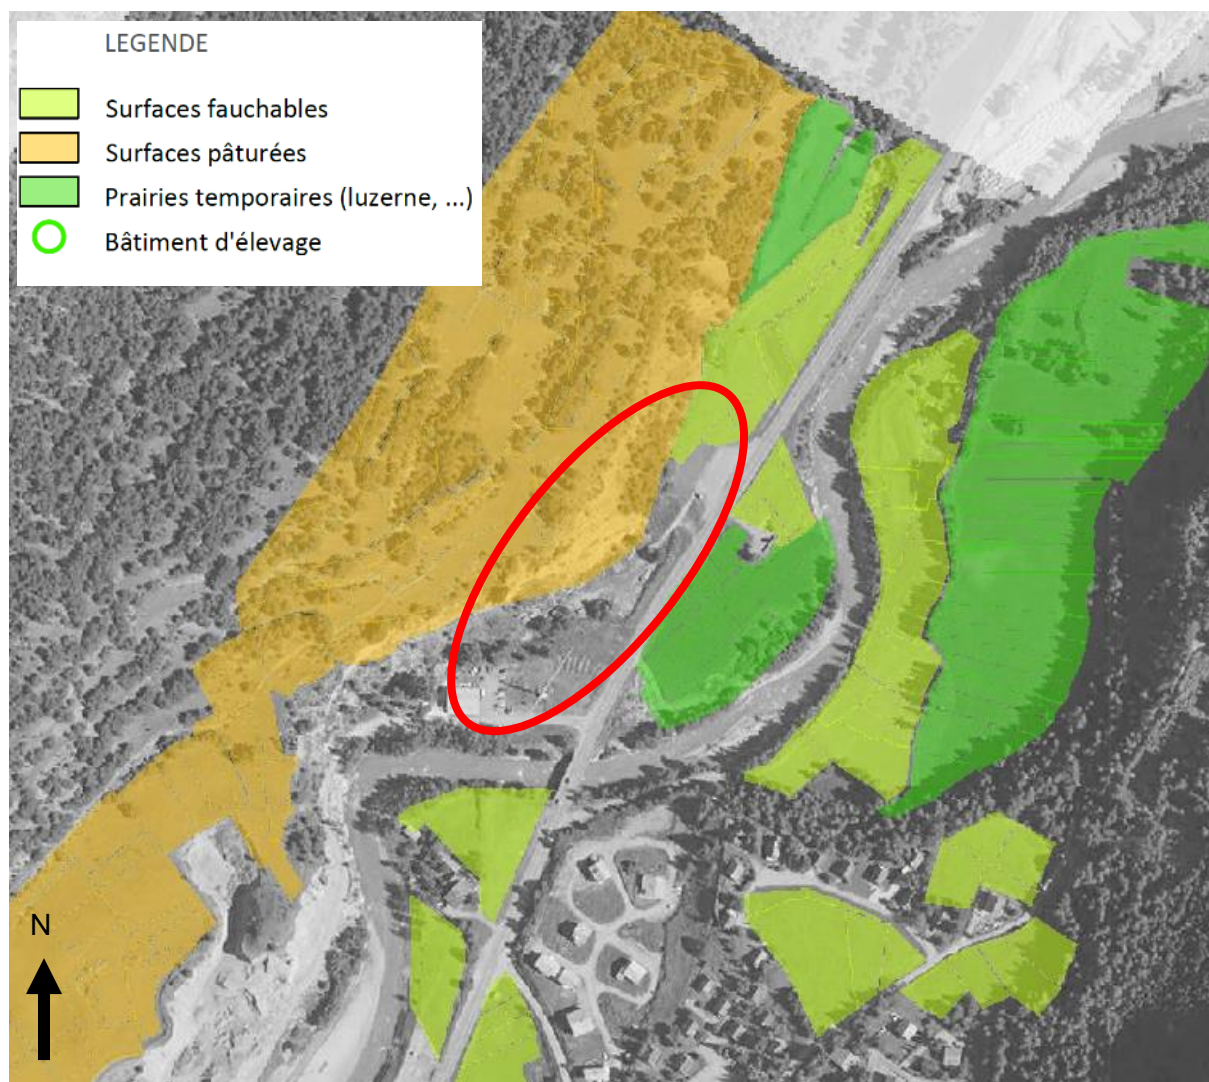 LEGENDE
Surfaces fauchables
Surfaces pâturées
Prairies temporaires (luzerne, ...)
Bâtiment d'élevage
N